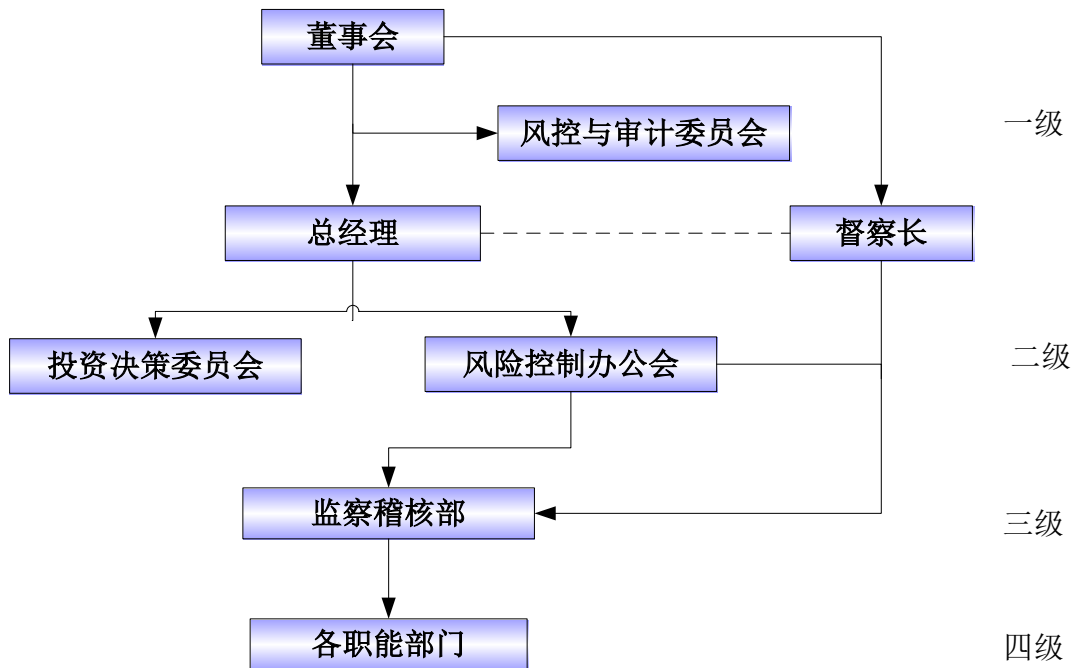 董事会
风控与审计委员会
一级
总经理
督察长
投资决策委员会
风险控制办公会
二级
监察稽核部
三级
各职能部门
四级